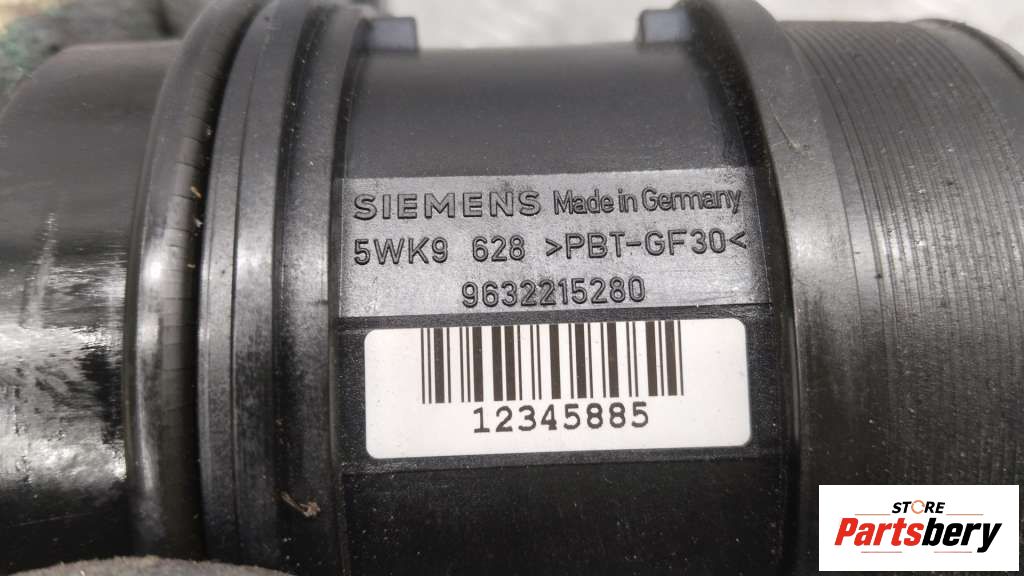 SIEMENS Made in Germany
5WK9 628 >PBT-GF30<
9632215280
12345885
STORE
Partsbery